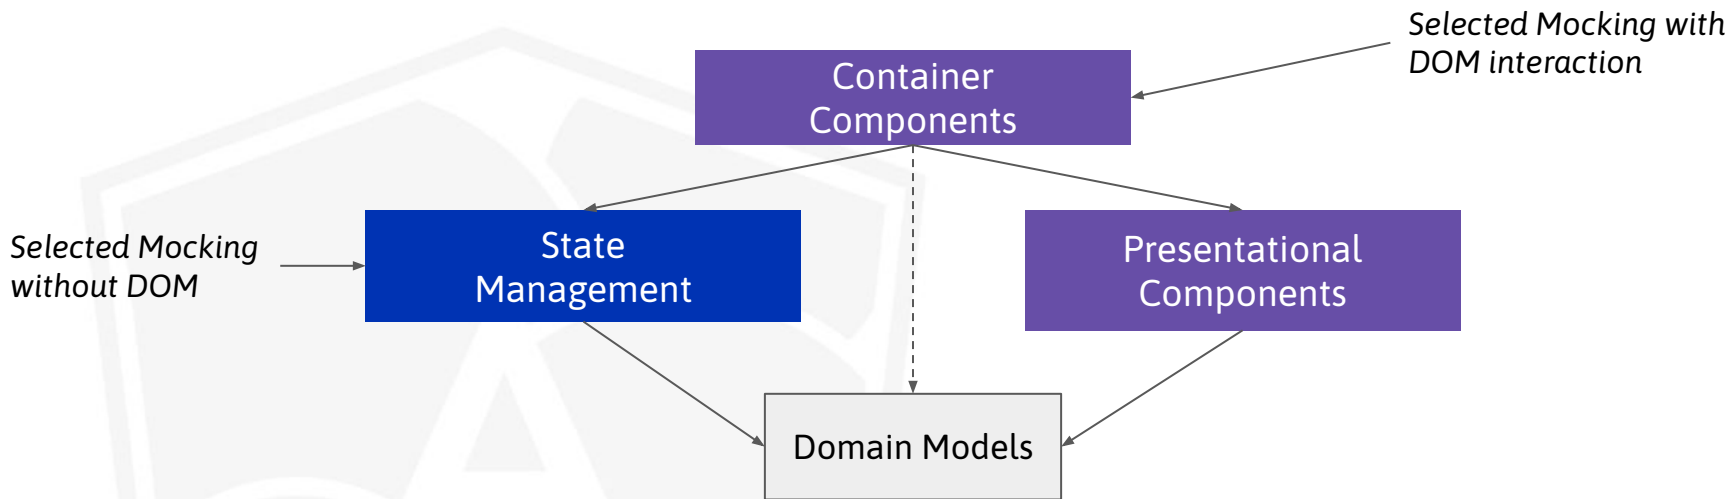 Selected Mocking with
DOM interaction
Container
Components
Selected Mocking
without DOM
State
Management
Presentational
Components
Domain Models